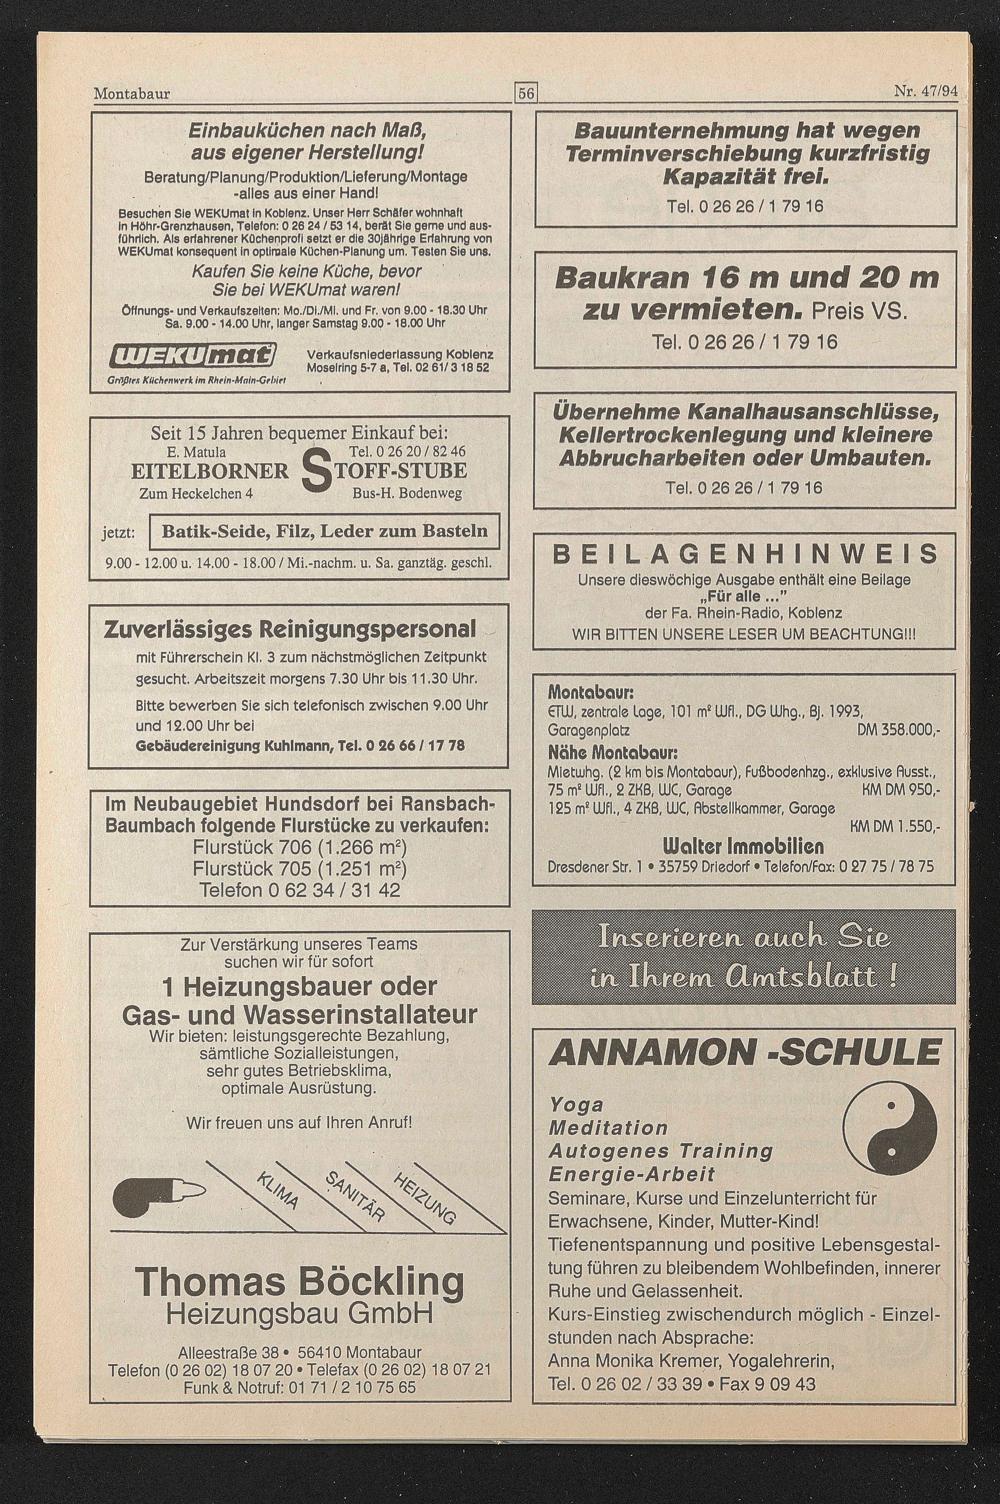 Montabaur
56
Nr. 47/94
Einbauküchen nach Maß,
aus eigener Herstellung!
Beratung/Planung/Produktion/Lieferung/Montage
-alles aus einer Hand!
Besuchen Sie WEKUmat in Koblenz. Unser Herr Schäfer wohnhaft
in Höhr-Grenzhausen, Telefon: 0 26 24 / 53 14, berät Sie gerne und aus-
führlich. Als erfahrener Küchenprofi setzt er die 30jährige Erfahrung von
WEKUmat konsequent in optimale Küchen-Planung um. Testen Sie uns.
Kaufen Sie keine Küche, bevor
Sie bei WEKUmat waren!
Öffnungs- und Verkaufszeiten: Mo./Di./Mi. und Fr. von 9.00 - 18.30 Uhr
Sa. 9.00 - 14.00 Uhr, langer Samstag 9.00 - 18.00 Uhr
WEKUmat
Größtes Küchenwerk im Rhein-Main-Gebiet
Verkaufsniederlassung Koblenz
Moselring 5-7 a, Tel. 02 61/ 3 18 52
Seit 15 Jahren bequemer Einkauf bei:
E. Matula
Tel. 0 26 20 / 82 46
EITELBORNER STOFF-STUBE
Zum Heckelchen 4
Bus-H. Bodenweg
jetzt:
Batik-Seide, Filz, Leder zum Basteln
9.00 - 12.00 u. 14.00 - 18.00 / Mi.-nachm. u. Sa. ganztäg. geschl.
Zuverlässiges Reinigungspersonal
mit Führerschein Kl. 3 zum nächstmöglichen Zeitpunkt
gesucht. Arbeitszeit morgens 7.30 Uhr bis 11.30 Uhr.
Bitte bewerben Sie sich telefonisch zwischen 9.00 Uhr
und 12.00 Uhr bei
Gebäudereinigung Kuhlmann, Tel. 0 26 66 / 17 78
Im Neubaugebiet Hundsdorf bei Ransbach-
Baumbach folgende Flurstücke zu verkaufen:
Flurstück 706 (1.266 m²)
Flurstück 705 (1.251 m²)
Telefon 0 62 34 / 31 42
Zur Verstärkung unseres Teams
suchen wir für sofort
1 Heizungsbauer oder
Gas- und Wasserinstallateur
Wir bieten: leistungsgerechte Bezahlung,
sämtliche Sozialleistungen,
sehr gutes Betriebsklima,
optimale Ausrüstung.
Wir freuen uns auf Ihren Anruf!
KLIMA
SANITÄR
HEIZUNG
Thomas Böckling
Heizungsbau GmbH
Alleestraße 38 • 56410 Montabaur
Telefon (0 26 02) 18 07 20 • Telefax (0 26 02) 18 07 21
Funk & Notruf: 01 71 / 2 10 75 65
Bauunternehmung hat wegen
Terminverschiebung kurzfristig
Kapazität frei.
Tel. 0 26 26 / 1 79 16
Baukran 16 m und 20 m
zu vermieten. Preis VS.
Tel. 0 26 26 / 1 79 16
Übernehme Kanalhausanschlüsse,
Kellertrockenlegung und kleinere
Abbrucharbeiten oder Umbauten.
Tel. 0 26 26 / 1 79 16
BEILAGENHINWEIS
Unsere dieswöchige Ausgabe enthält eine Beilage
„Für alle ...”
der Fa. Rhein-Radio, Koblenz
WIR BITTEN UNSERE LESER UM BEACHTUNG!!!
Montabaur:
ETW, zentrale Lage, 101 m² Wfl., DG Whg., Bj. 1993,
Garagenplatz DM 358.000,-
Nähe Montabaur:
Mietwhg. (2 km bis Montabaur), Fußbodenhzg., exklusive Ausst.,
75 m² Wfl., 2 ZKB, WC, Garage KM DM 950,-
125 m² Wfl., 4 ZKB, WC, Abstellkammer, Garage
KM DM 1.550,-
Walter Immobilien
Dresdener Str. 1 • 35759 Driedorf • Telefon/Fax: 0 27 75 / 78 75
Inserieren auch Sie
in Ihrem Amtsblatt !
ANNAMON -SCHULE
Yoga
Meditation
Autogenes Training
Energie-Arbeit
Seminare, Kurse und Einzelunterricht für
Erwachsene, Kinder, Mutter-Kind!
Tiefenentspannung und positive Lebensgestal-
tung führen zu bleibendem Wohlbefinden, innerer
Ruhe und Gelassenheit.
Kurs-Einstieg zwischendurch möglich - Einzel-
stunden nach Absprache:
Anna Monika Kremer, Yogalehrerin,
Tel. 0 26 02 / 33 39 • Fax 9 09 43